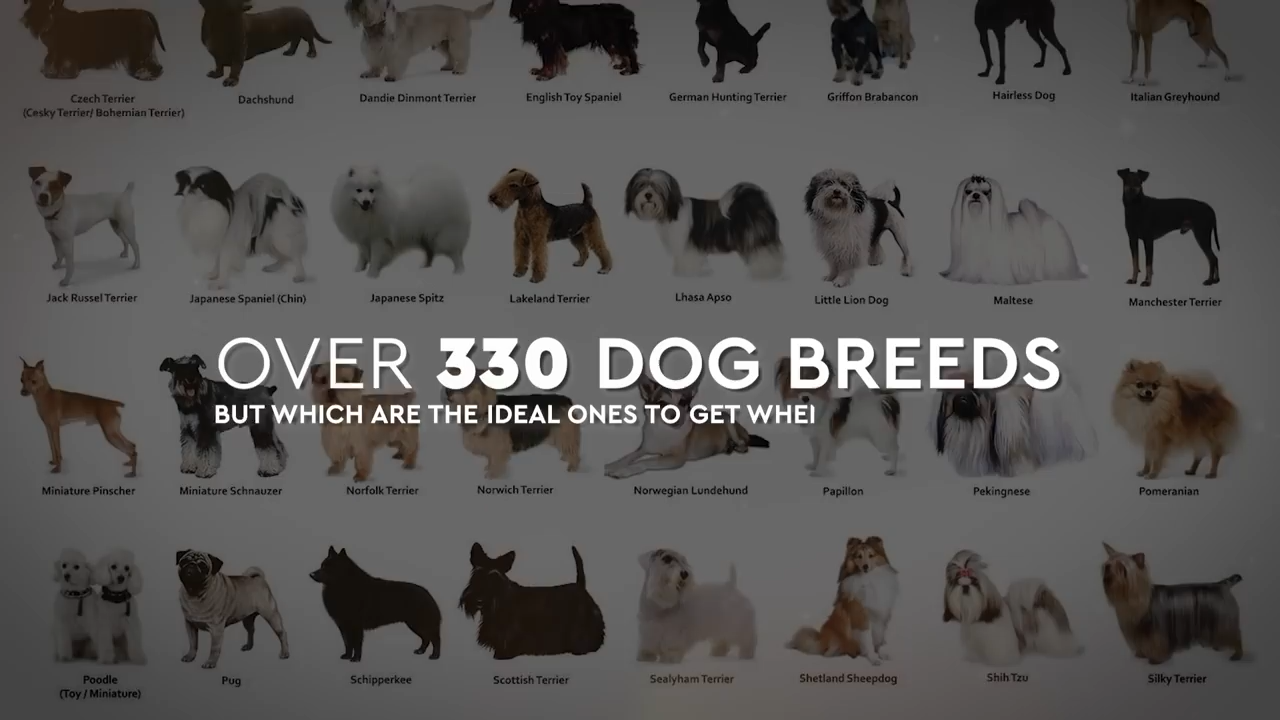 Czech Terrier
(Cesky Terrier/ Bohemian Terrier)
Dachshund
Dandie Dinmont Terrier
English Toy Spaniel
German Hunting Terrier
Griffon Brabancon
Hairless Dog
Italian Greyhound
Jack Russel Terrier
Japanese Spaniel (Chin)
Japanese Spitz
Lakeland Terrier
Lhasa Apso
Little Lion Dog
Maltese
Manchester Terrier
OVER 330 DOG BREEDS
BUT WHICH ARE THE IDEAL ONES TO GET WHE
Miniature Pinscher
Miniature Schnauzer
Norfolk Terrier
Norwich Terrier
Norwegian Lundehund
Papillon
Pekingnese
Pomeranian
Poodle
(Toy / Miniature)
Pug
Schipperkee
Scottish Terrier
Sealyham Terrier
Shetland Sheepdog
Shih Tzu
Silky Terrier